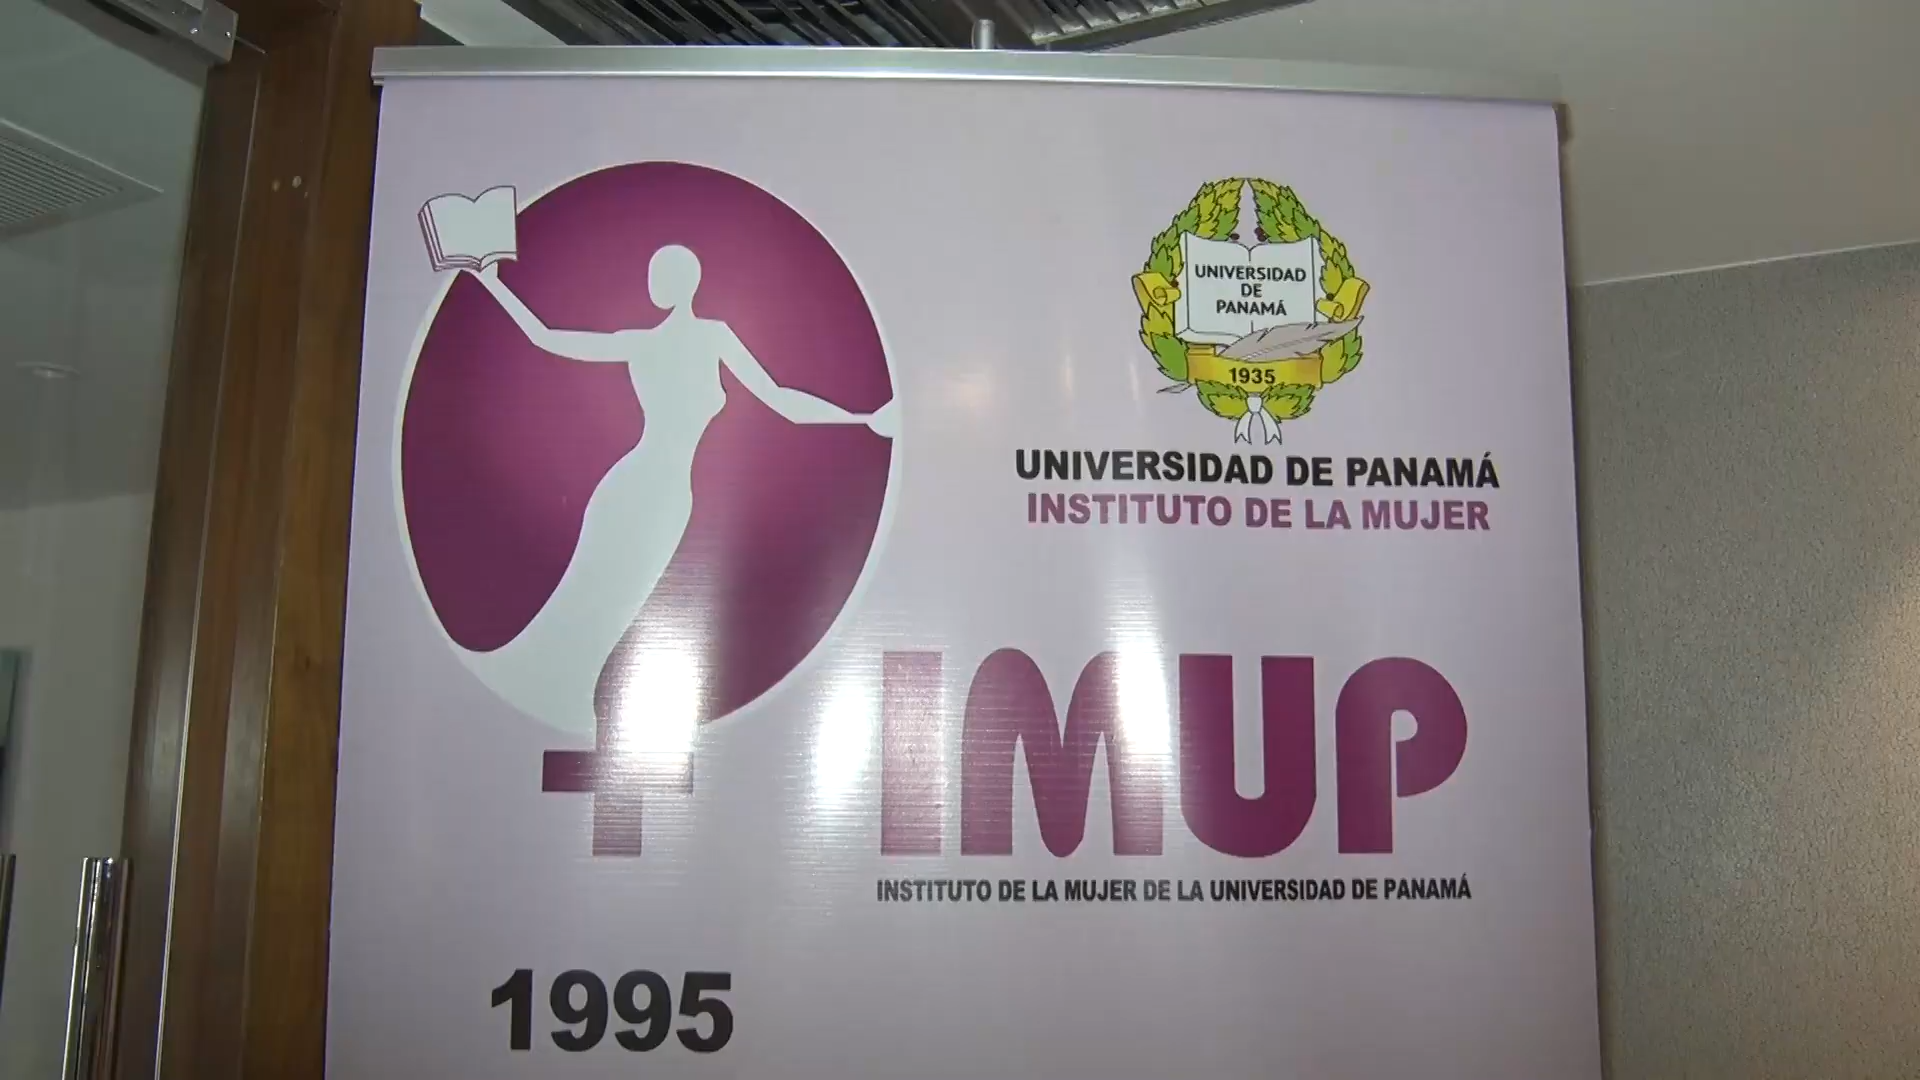 UNIVERSIDAD
DE
PANAMÁ
1935
UNIVERSIDAD DE PANAMÁ
INSTITUTO DE LA MUJER
IMUP
INSTITUTO DE LA MUJER DE LA UNIVERSIDAD DE PANAMÁ
1995